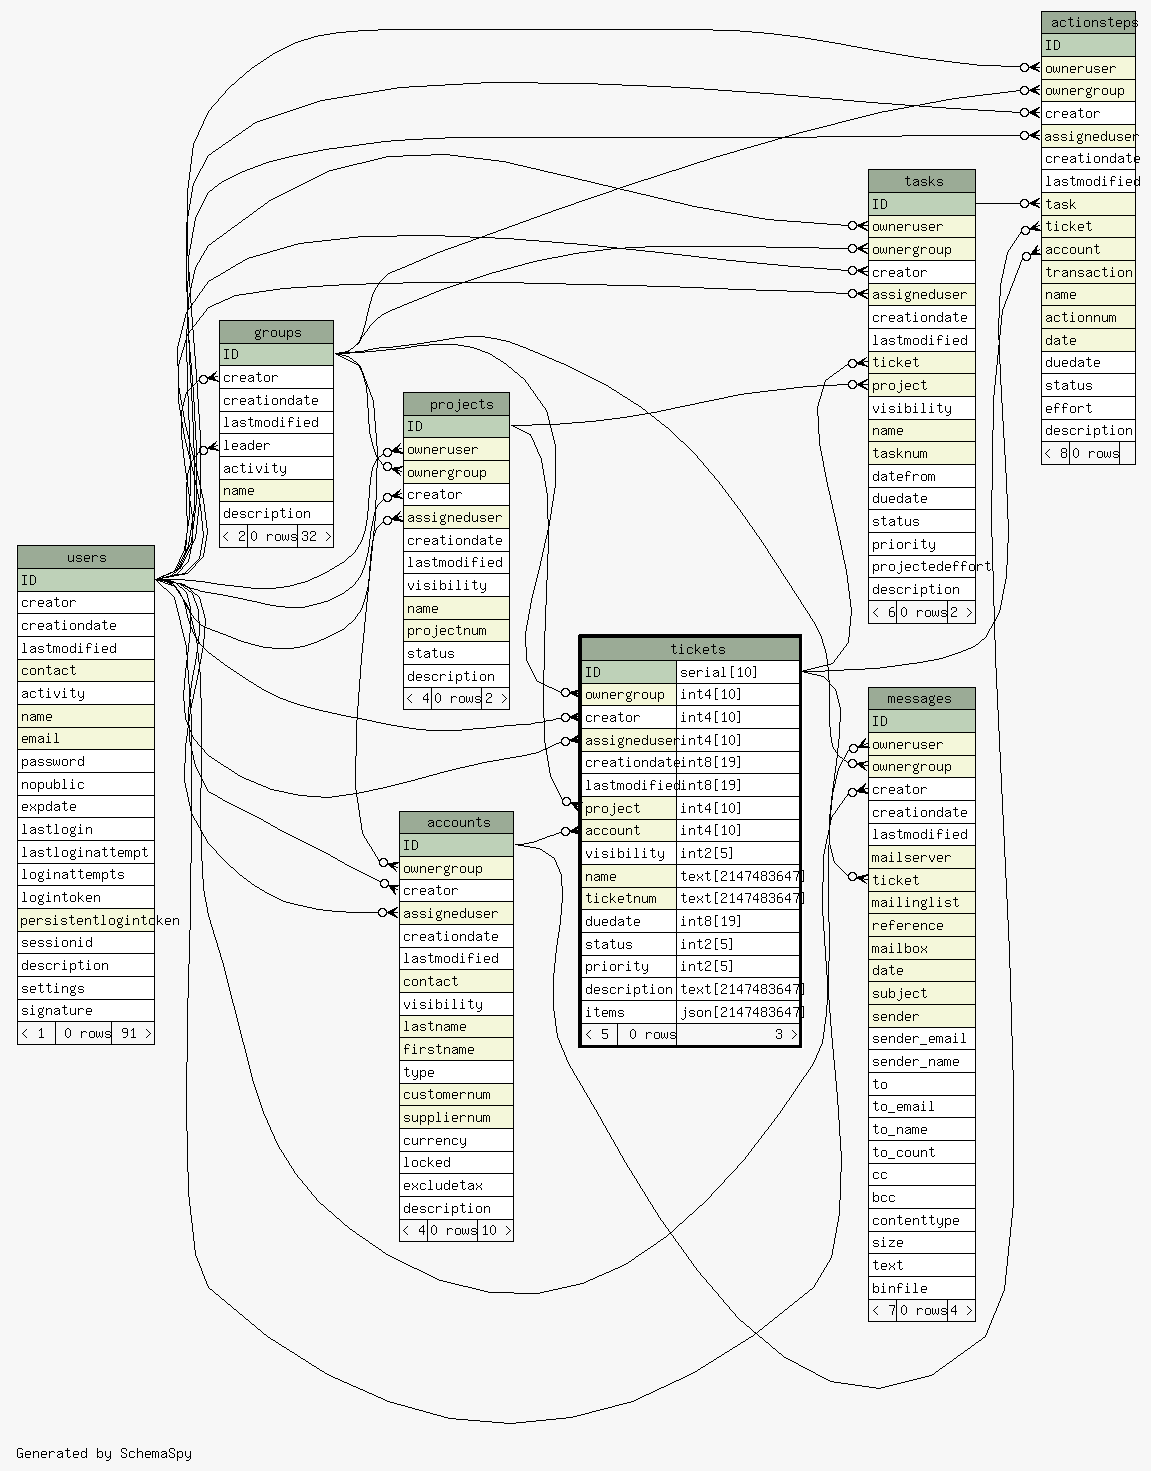 actionsteps
ID
owneruser
ownergroup
creator
assigneduser
creationdate
lastmodified
task
ticket
account
transaction
name
actionnum
date
duedate
status
effort
description
< 8 0 rows
tasks
ID
owneruser
ownergroup
creator
assigneduser
creationdate
lastmodified
ticket
project
visibility
name
tasknum
datefrom
duedate
status
priority
projectedeffort
description
< 6 0 rows 2 >
groups
ID
creator
creationdate
lastmodified
leader
activity
name
description
< 2 0 rows 32 >
projects
ID
owneruser
ownergroup
creator
assigneduser
creationdate
lastmodified
visibility
name
projectnum
status
description
< 4 0 rows 2 >
users
ID
creator
creationdate
lastmodified
contact
activity
name
email
password
nopublic
expdate
lastlogin
lastloginattempt
loginattempts
logintoken
persistentlogintoken
sessionid
description
settings
signature
< 1 0 rows 91 >
tickets
ID serial[10]
ownergroup int4[10]
creator int4[10]
assigneduser int4[10]
creationdate int8[19]
lastmodified int8[19]
project int4[10]
account int4[10]
visibility int2[5]
name text[2147483647]
ticketnum text[2147483647]
duedate int8[19]
status int2[5]
priority int2[5]
description text[2147483647]
items json[2147483647]
< 5 0 rows 3 >
messages
ID
owneruser
ownergroup
creator
creationdate
lastmodified
mailserver
ticket
mailinglist
reference
mailbox
date
subject
sender
sender_email
sender_name
to
to_email
to_name
to_count
cc
bcc
contenttype
size
text
binfile
< 7 0 rows 4 >
accounts
ID
ownergroup
creator
assigneduser
creationdate
lastmodified
contact
visibility
lastname
firstname
type
customernum
suppliernum
currency
locked
excludetax
description
< 4 0 rows 10 >
Generated by SchemaSpy